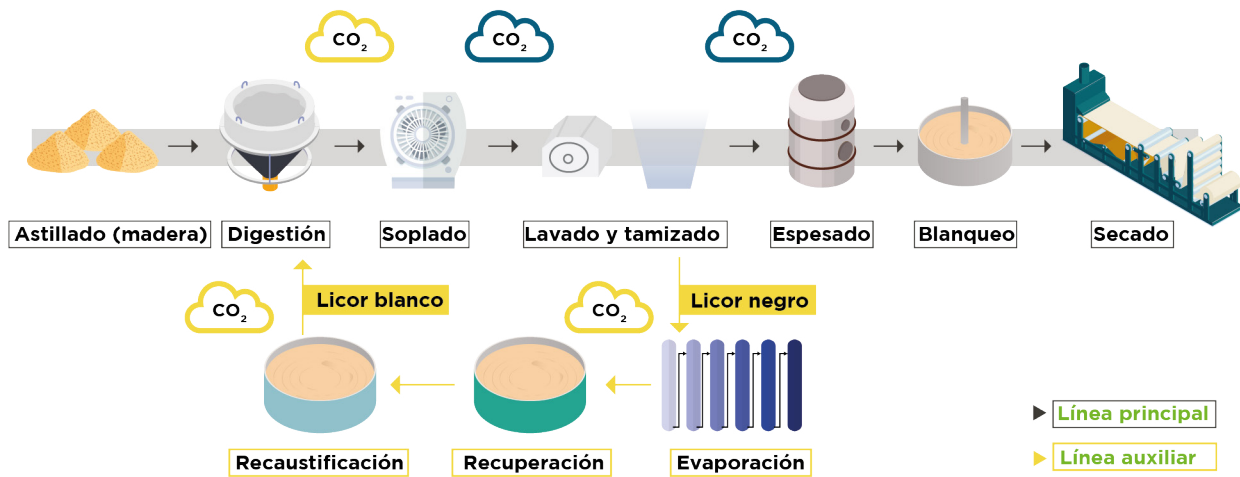 CO2
CO2
CO2
Astillado (madera)
Digestión
Soplado
Lavado y tamizado
Espesado
Blanqueo
Secado
CO2
Licor blanco
CO2
Licor negro
Línea principal
Recaustificación
Recuperación
Evaporación
Línea auxiliar